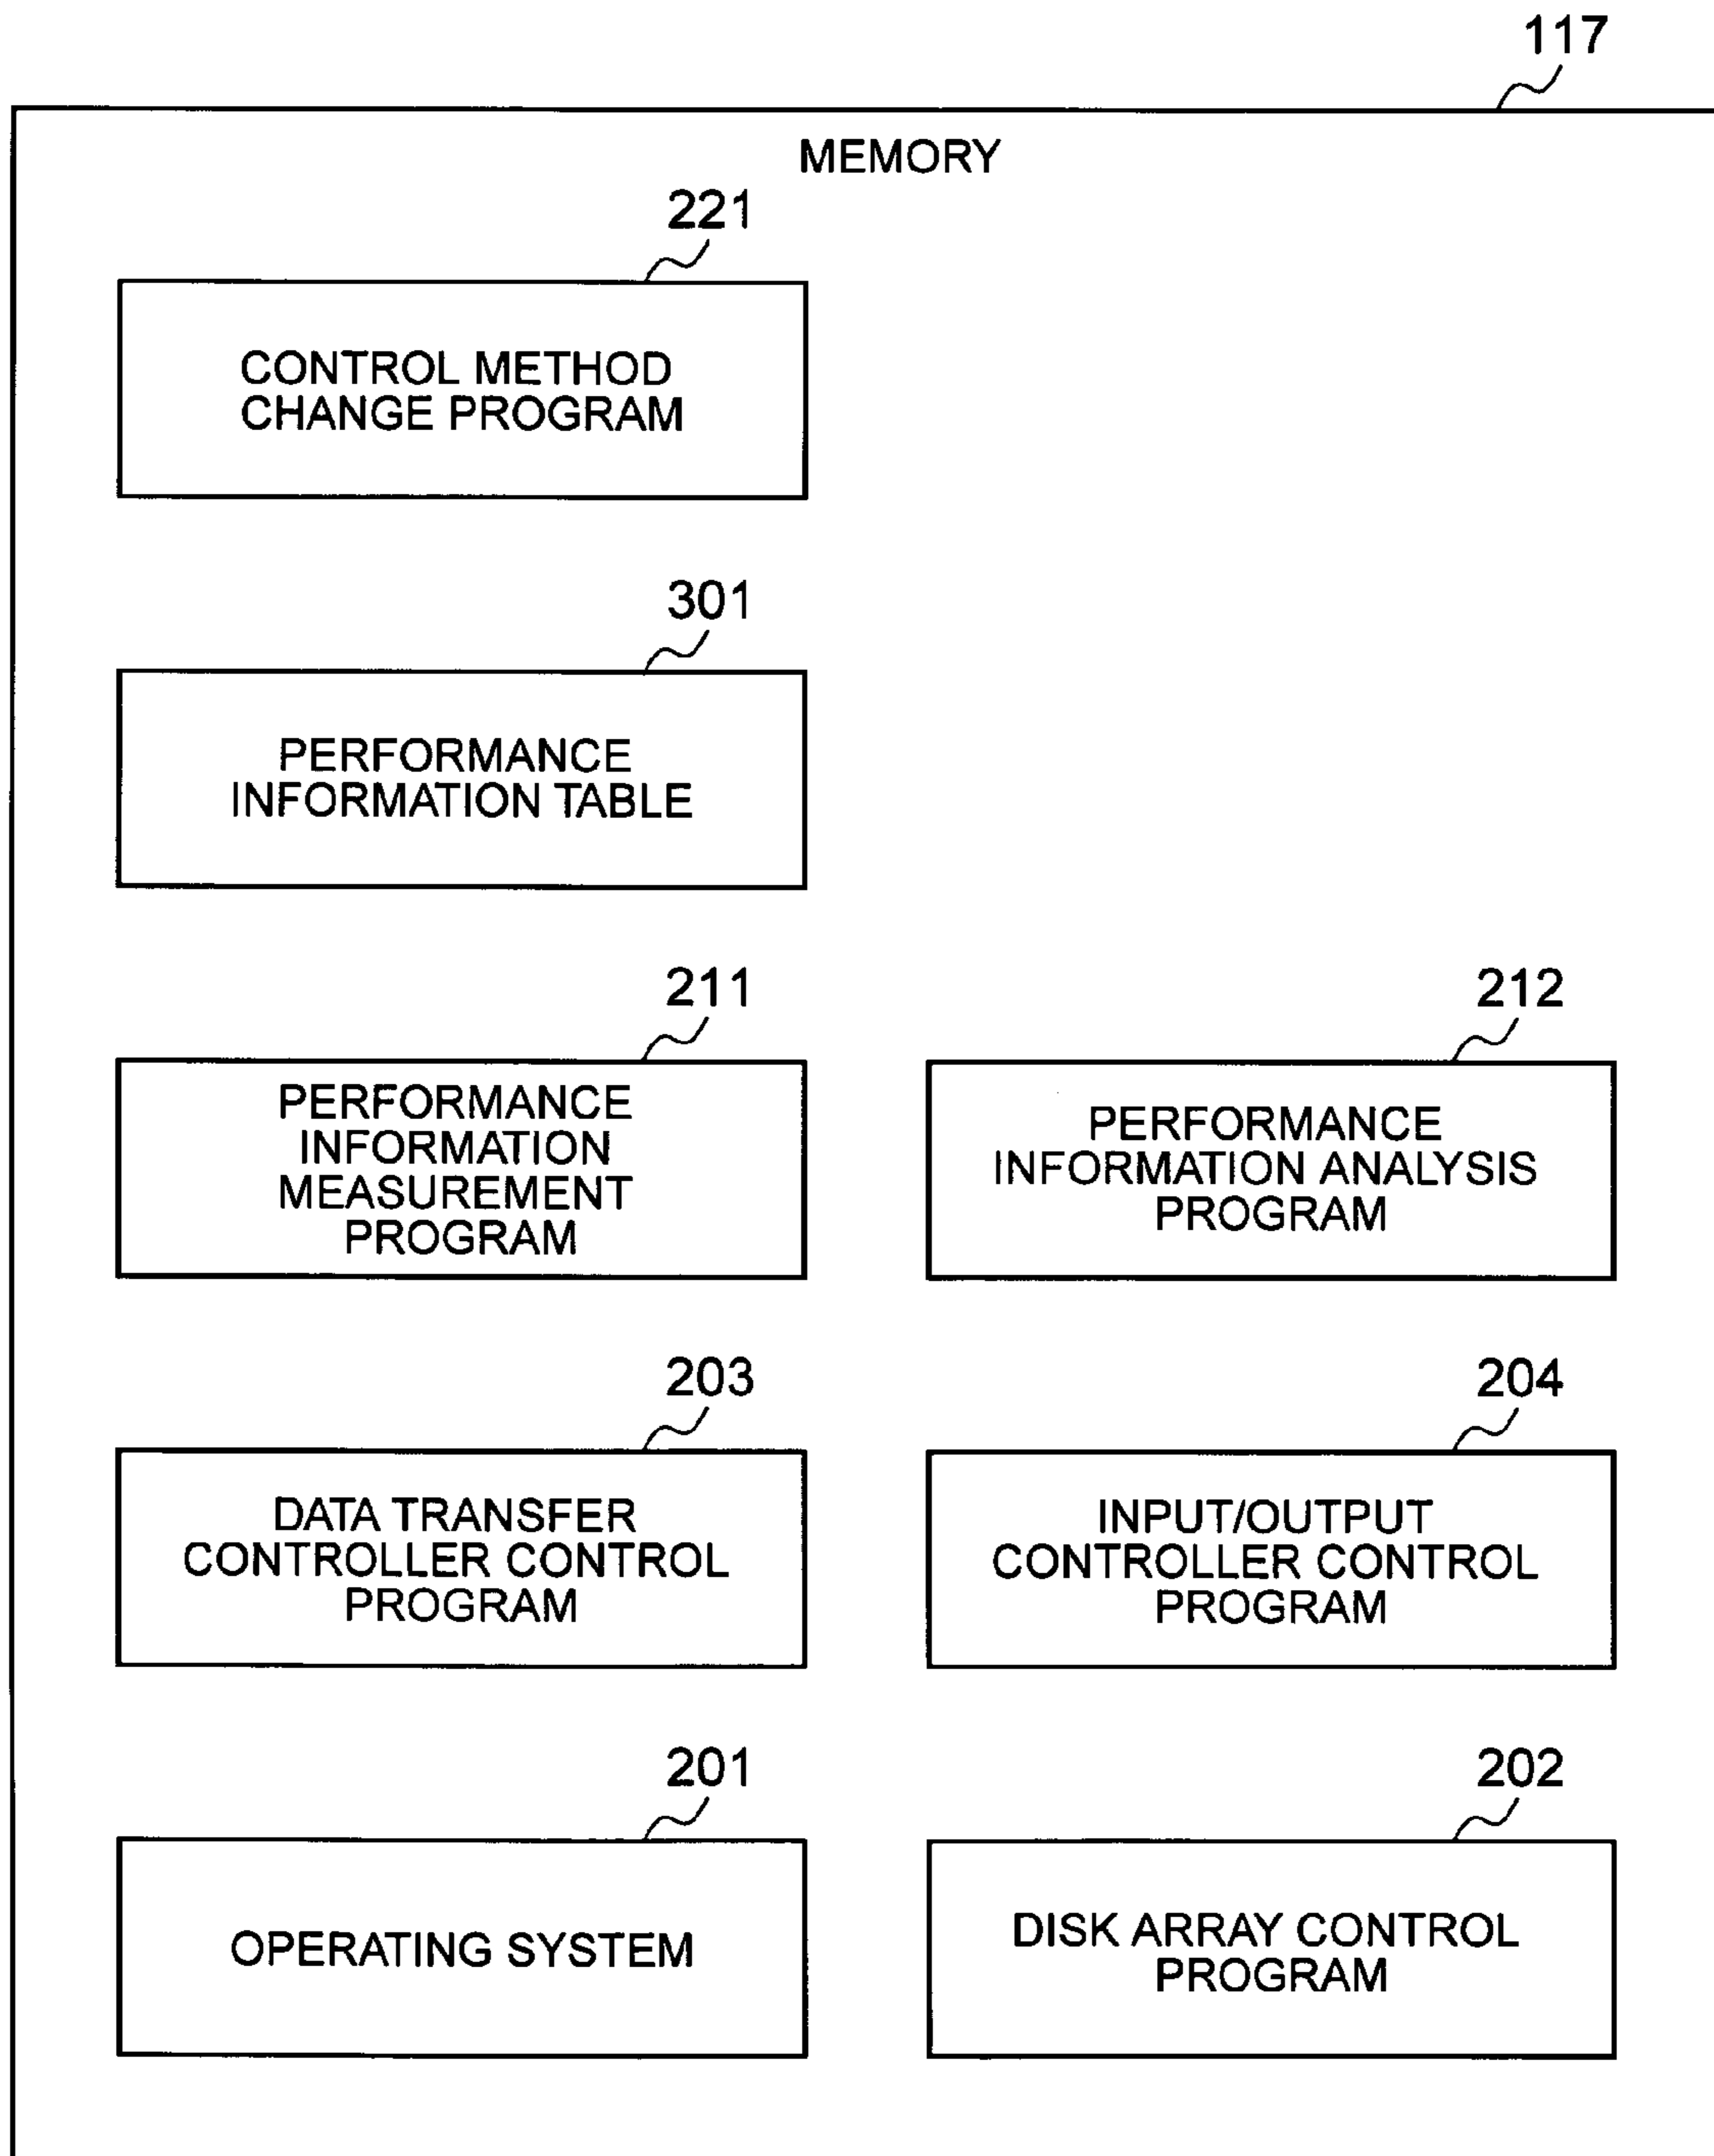 117
MEMORY
221
CONTROL METHOD
CHANGE PROGRAM
301
PERFORMANCE
INFORMATION TABLE
211
PERFORMANCE
INFORMATION
MEASUREMENT
PROGRAM
212
PERFORMANCE
INFORMATION ANALYSIS
PROGRAM
203
DATA TRANSFER
CONTROLLER CONTROL
PROGRAM
204
INPUT/OUTPUT
CONTROLLER CONTROL
PROGRAM
201
OPERATING SYSTEM
202
DISK ARRAY CONTROL
PROGRAM